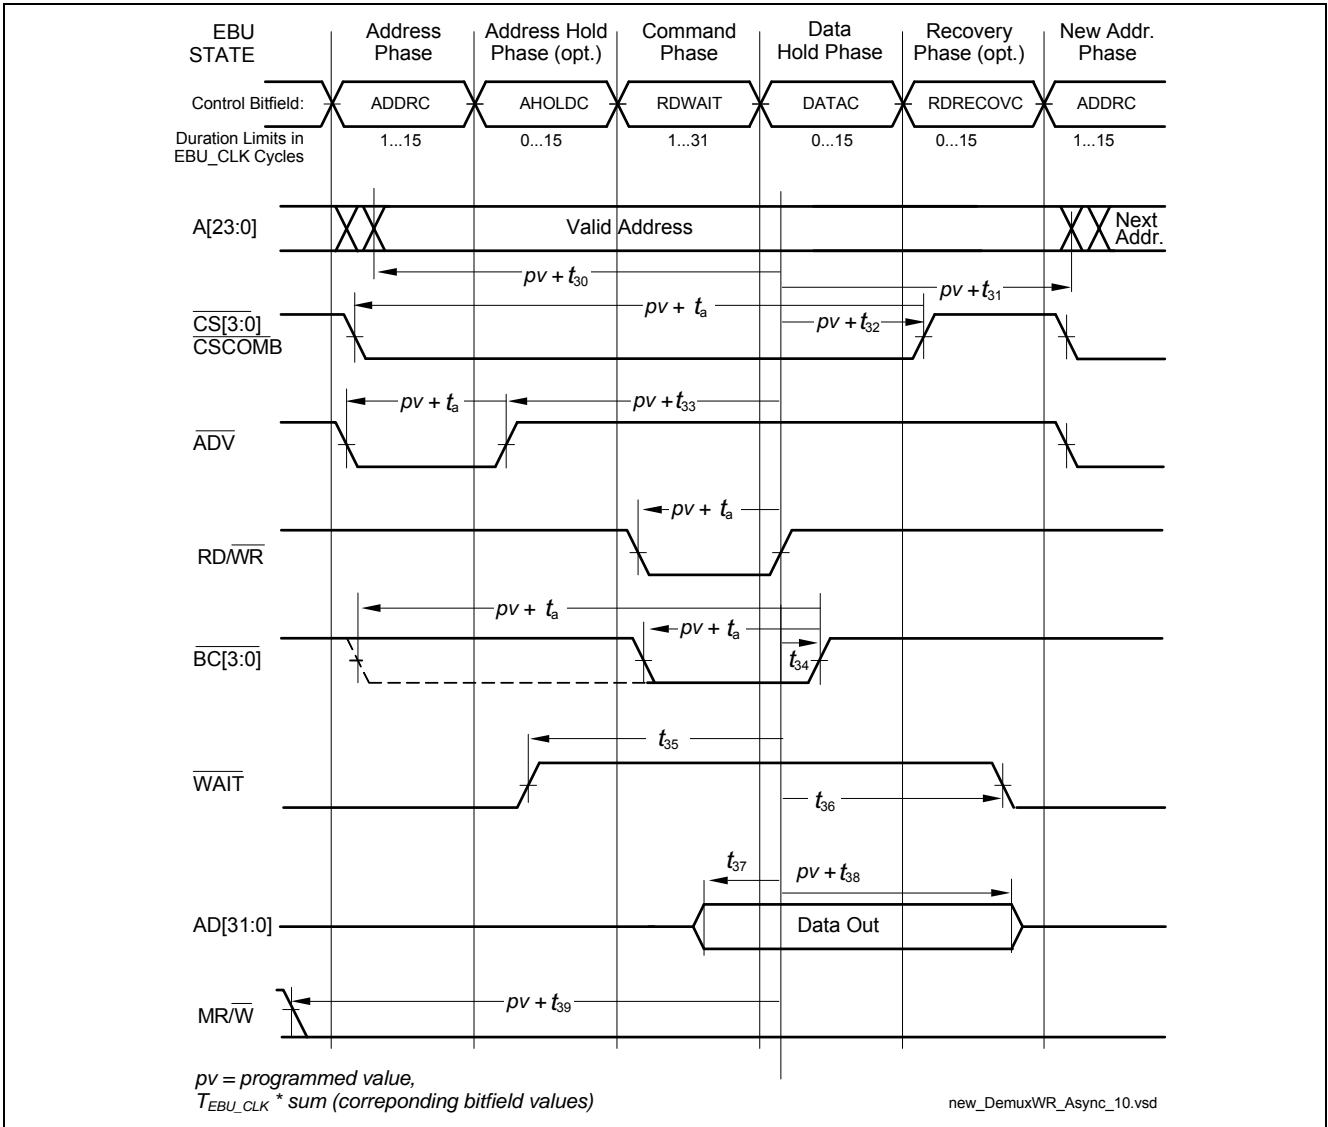 EBU STATE
Address Phase
Address Hold Phase (opt.)
Command Phase
Data Hold Phase
Recovery Phase (opt.)
New Addr. Phase
Control Bitfield: ADDRC AHOLDC RDWAIT DATAC RDRECOVC ADDRC
Duration Limits in EBU_CLK Cycles 1...15 0...15 1...31 0...15 0...15 1...15
A[23:0] Valid Address Next Addr.
pv + t30
pv + t31
pv + ta
CS[3:0]
CSCOMB
pv + t32
pv + ta
pv + t33
ADV
pv + ta
RD/WR
pv + ta
pv + ta
BC[3:0]
t34
t35
WAIT
t36
t37
pv + t38
AD[31:0] Data Out
MR/W
pv + t39
pv = programmed value,
TEBU_CLK * sum (correponding bitfield values)
new_DemuxWR_Async_10.vsd